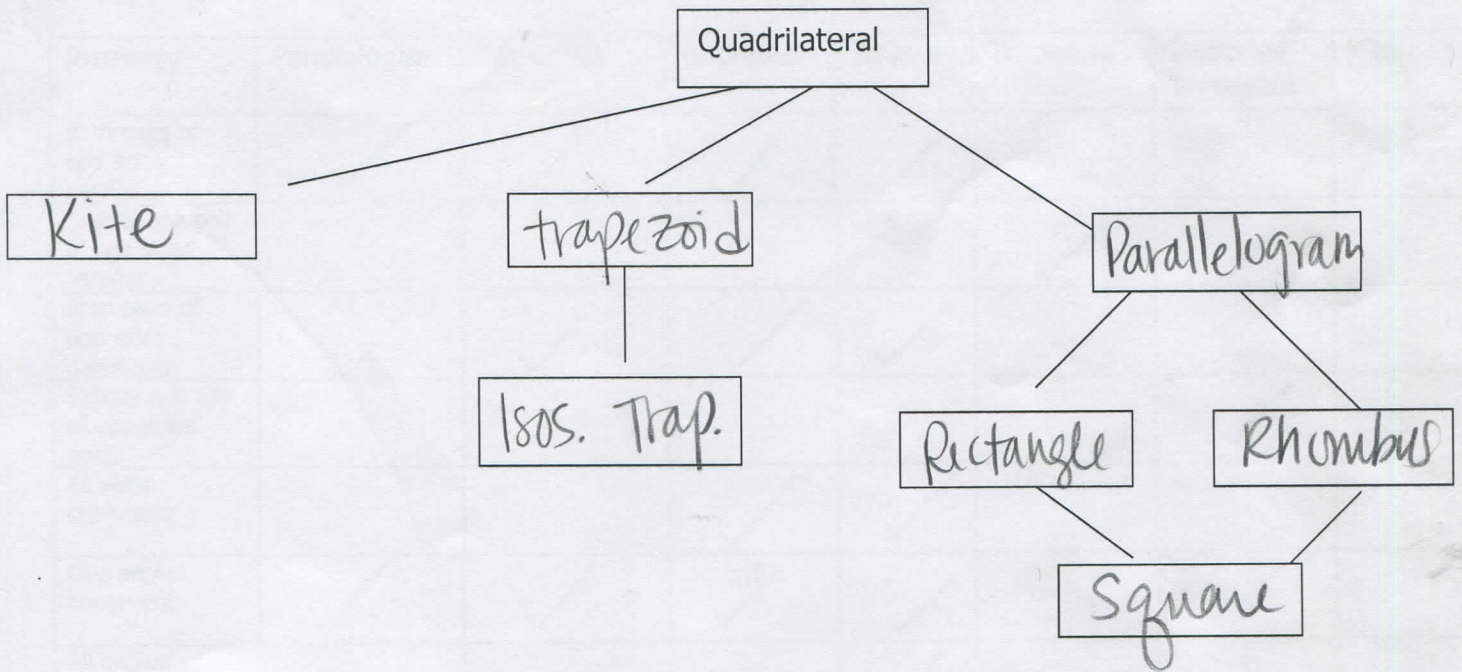 Quadrilateral
Kite
trapezoid
Parallelogram
Isos. Trap.
Rectangle
Rhombus
Square